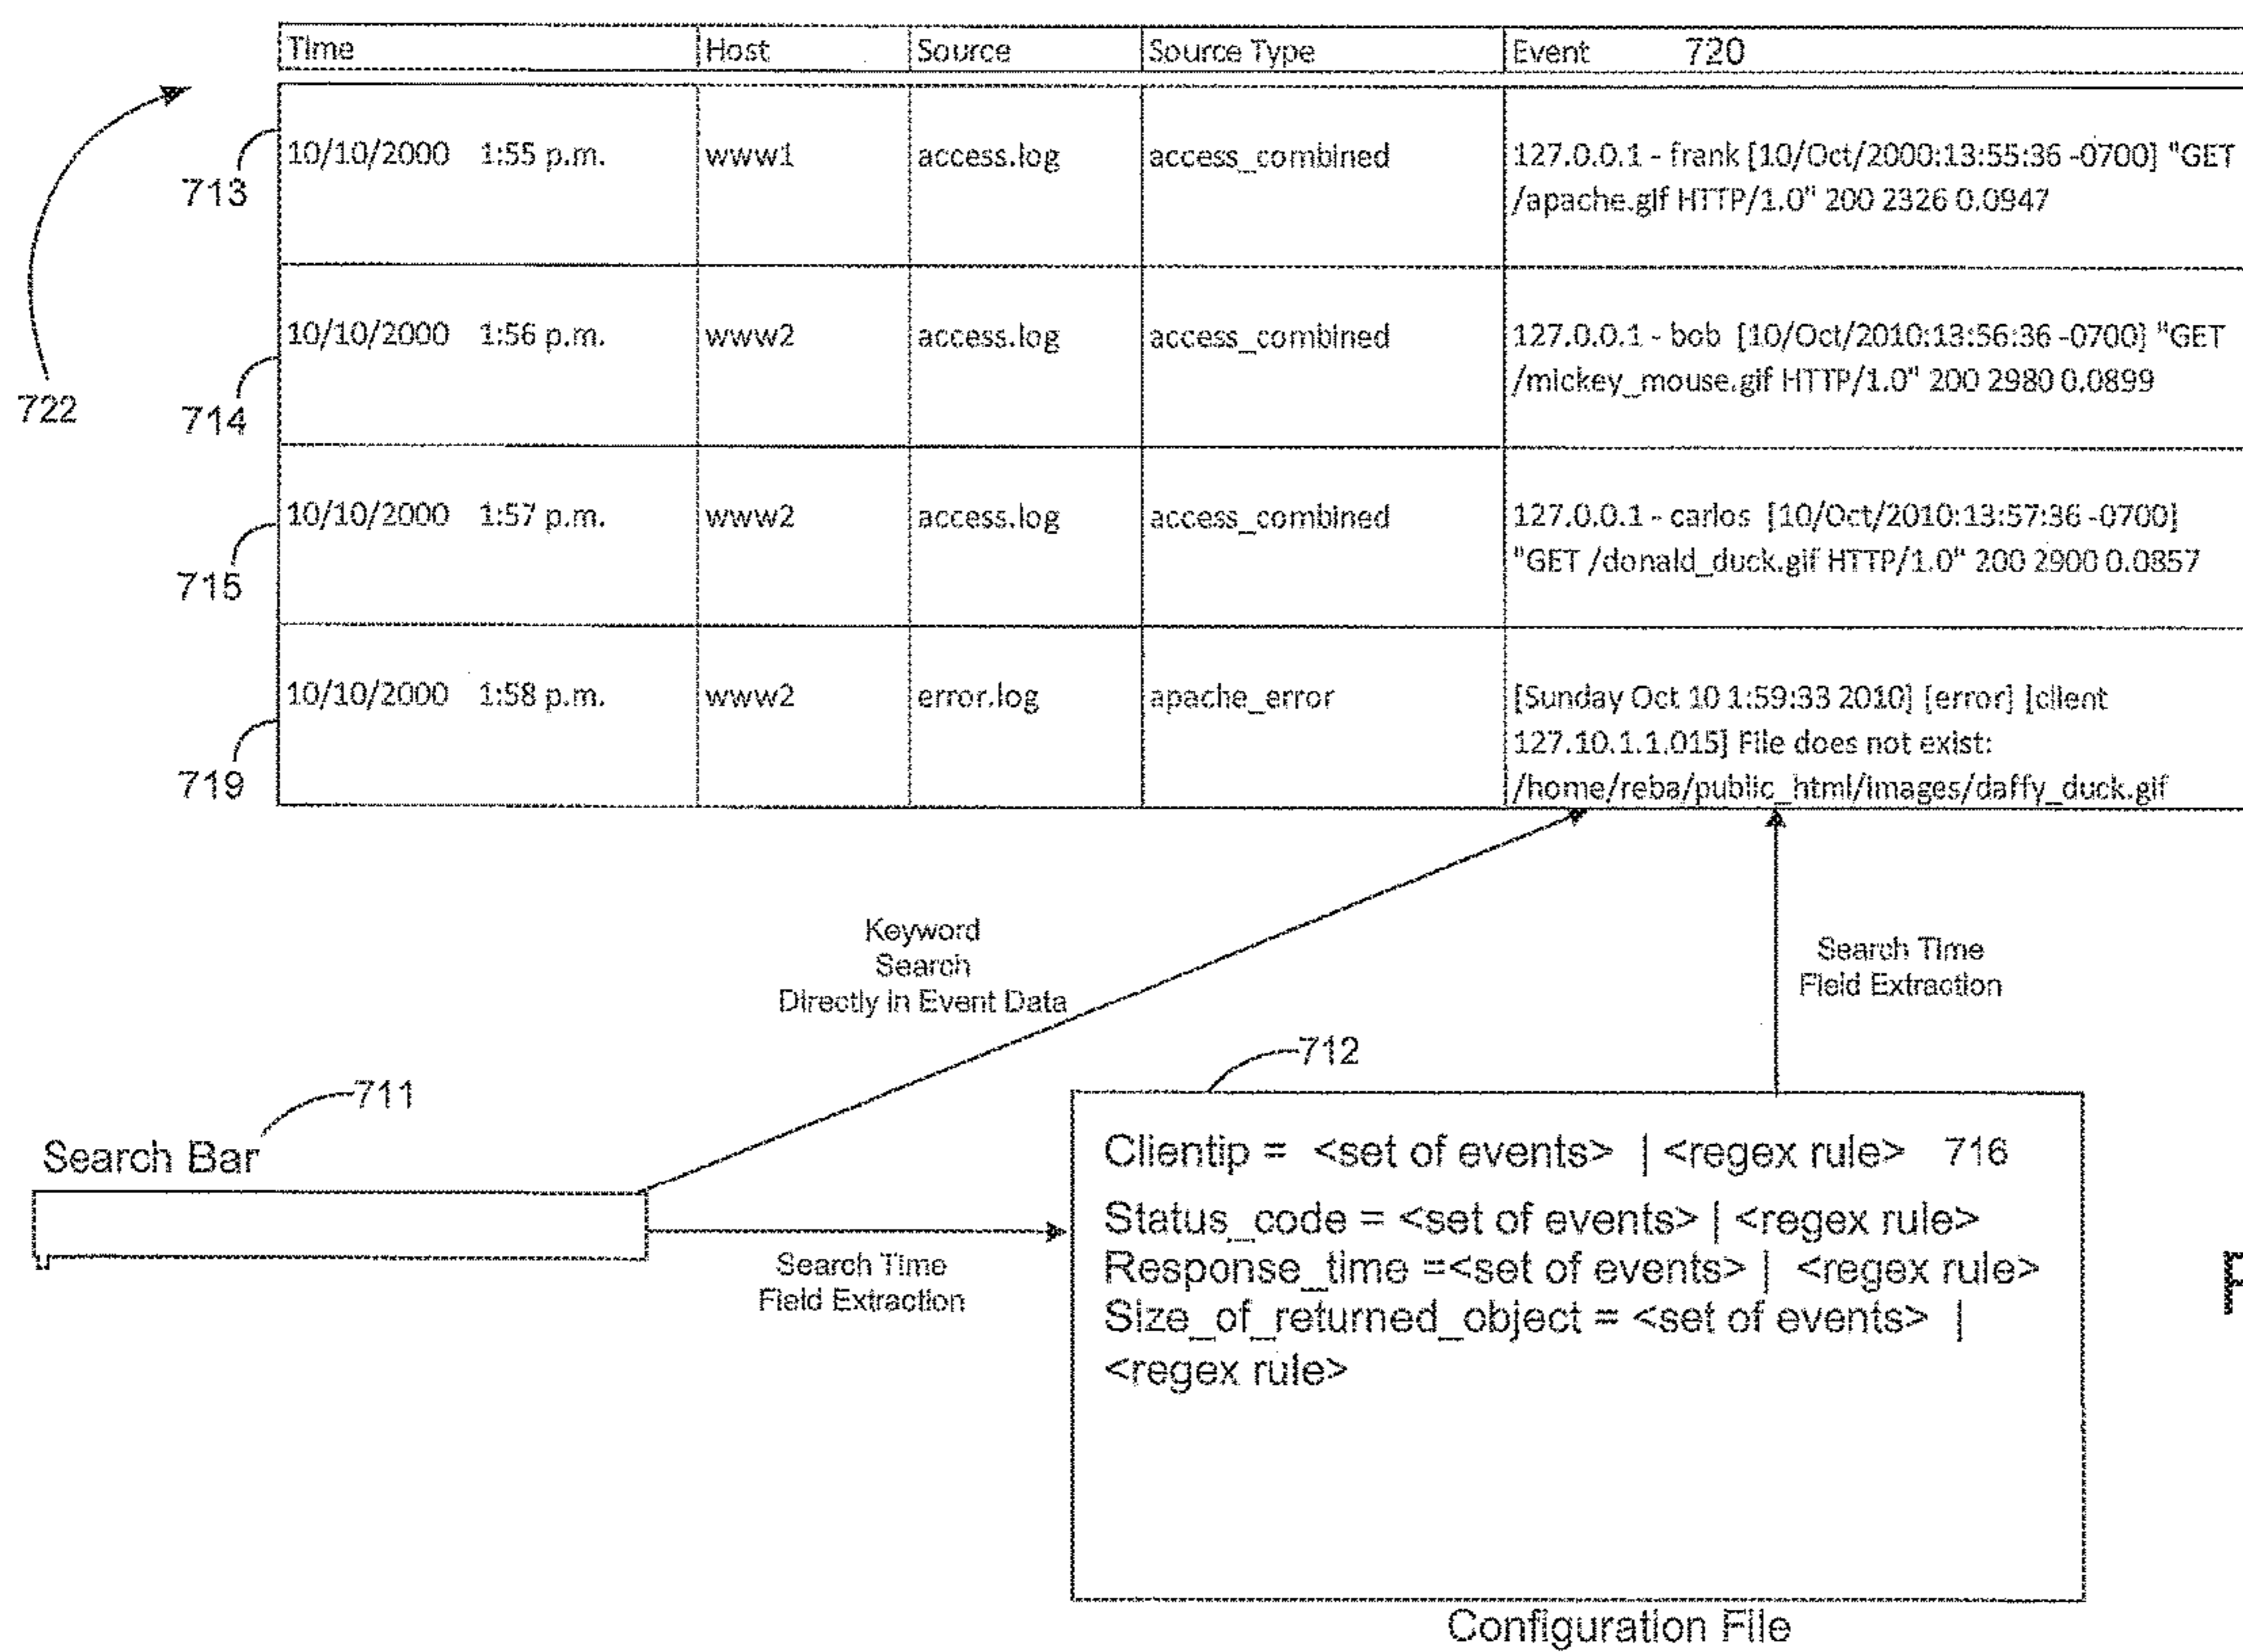 Time Host Source Source Type Event 720
10/10/2000 1:55 p.m. www1 access.log access_combined 127.0.0.1 - frank [10/Oct/2000:13:55:36 -0700] "GET
/apache.gif HTTP/1.0" 200 2326 0.0947
713
10/10/2000 1:56 p.m. www2 access.log access_combined 127.0.0.1 - bob [10/Oct/2010:13:56:36 -0700] "GET
/mickey_mouse.gif HTTP/1.0" 200 2980 0.0899
722
714
10/10/2000 1:57 p.m. www2 access.log access_combined 127.0.0.1 - carlos [10/Oct/2010:13:57:36 -0700]
"GET /donald_duck.gif HTTP/1.0" 200 2900 0.0857
715
10/10/2000 1:58 p.m. www2 error.log apache_error [Sunday Oct 10 1:59:33 2010] [error] [client
127.10.1.1.015] File does not exist:
/home/reba/public_html/images/daffy_duck.gif
719
Keyword
Search
Directly in Event Data
Search Time
Field Extraction
712
711
Search Bar
Search Time
Field Extraction
Clientip = <set of events> | <regex rule> 716
Status_code = <set of events> | <regex rule>
Response_time =<set of events> | <regex rule>
Size_of_returned_object = <set of events> |
<regex rule>
Configuration File